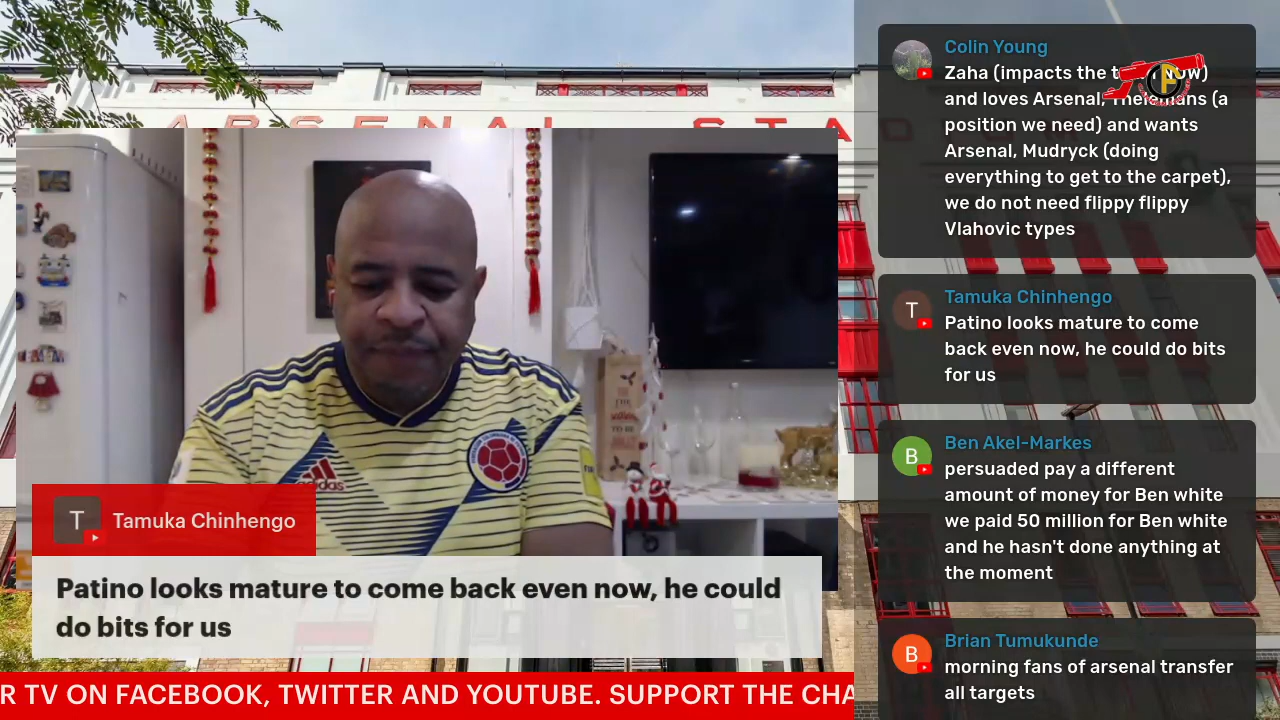 ARSENAL STA
adidas
Tamuka Chinhengo
Patino looks mature to come back even now, he could
do bits for us
R TV ON FACEBOOK, TWITTER AND YOUTUBE. SUPPORT THE CHA
Colin Young
Zaha (impacts the
and loves Arsenal, (a
position we need) and wants
Arsenal, Mudryck (doing
everything to get to the carpet),
we do not need flippy flippy
Vlahovic types
T
Tamuka Chinhengo
Patino looks mature to come
back even now, he could do bits
for us
B
Ben Akel-Markes
persuaded pay a different
amount of money for Ben white
we paid 50 million for Ben white
and he hasn't done anything at
the moment
B
Brian Tumukunde
morning fans of arsenal transfer
all targets